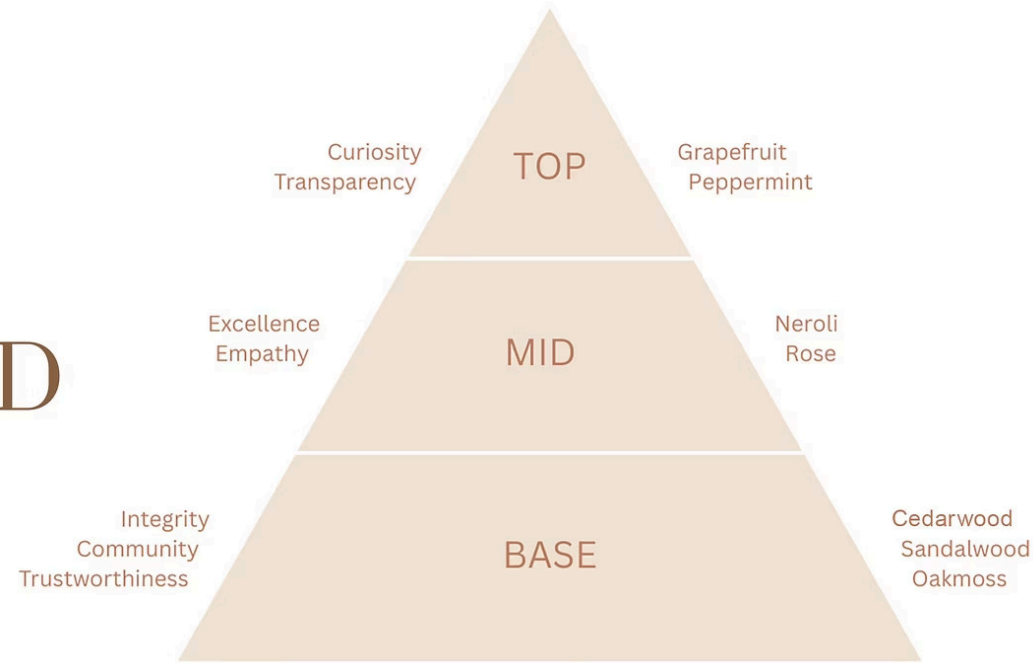 Curiosity
Transparency
TOP
Grapefruit
Peppermint
Excellence
Empathy
MID
Neroli
Rose
D
Integrity
Community
Trustworthiness
BASE
Cedarwood
Sandalwood
Oakmoss